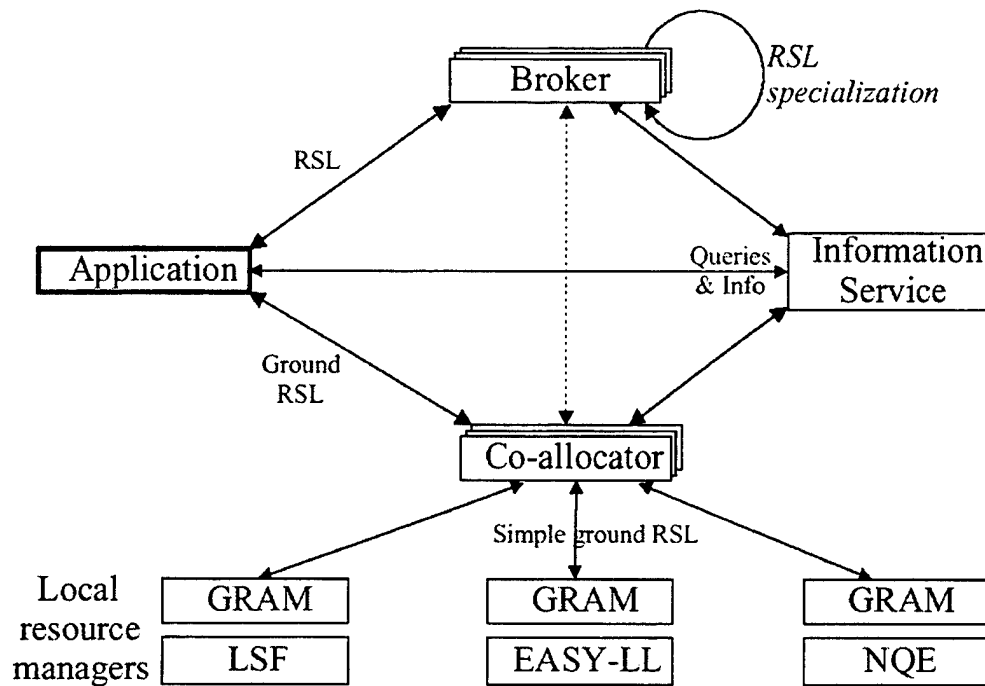 RSL
specialization
Broker
RSL
Application
Queries
& Info
Information
Service
Ground
RSL
Co-allocator
Simple ground RSL
Local
resource
managers
GRAM
GRAM
GRAM
LSF
EASY-LL
NQE